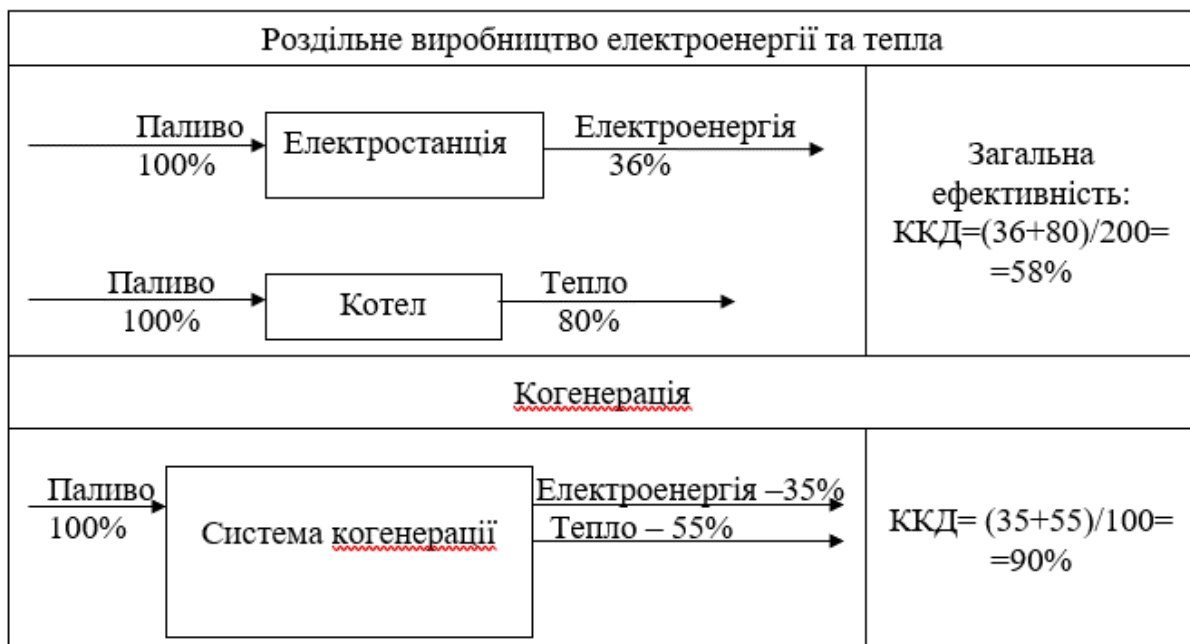 Роздільне виробництво електроенергії та тепла
Паливо
100%
Електростанція
Електроенергія
36%
Паливо
100%
Котел
Тепло
80%
Загальна
ефективність:
ККД=(36+80)/200=
=58%
Когенерація
Паливо
100%
Система когенерації
Електроенергія –35%
Тепло – 55%
ККД= (35+55)/100=
=90%